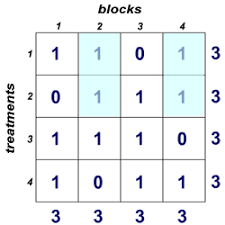 blocks
1 2 3 4
treatments
1 1 1 0 1 3
2 0 1 1 1 3
3 1 1 1 0 3
4 1 0 1 1 3
3 3 3 3